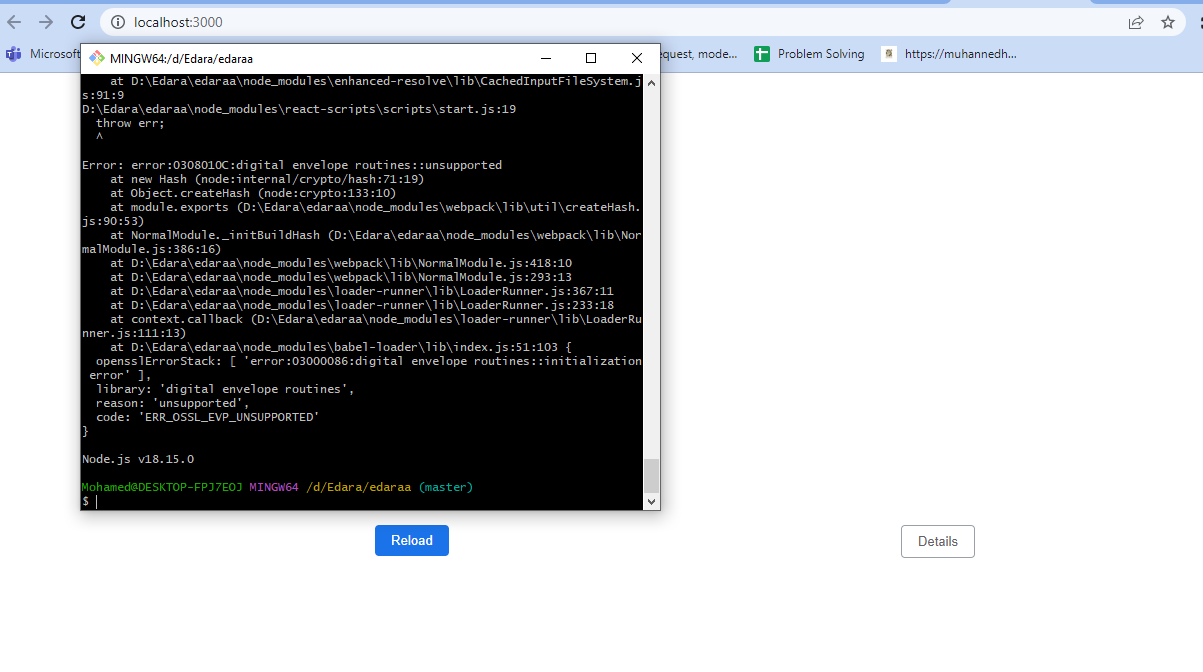 localhost:3000
Microsoft
equest, mode...
Problem Solving
https://muhannedh...
MINGW64:/d/Edara/edaraa
    at D:\Edara\edaraa\node_modules\enhanced-resolve\lib\CachedInputFileSystem.j
s:91:9
D:\Edara\edaraa\node_modules\react-scripts\scripts\start.js:19
  throw err;
  ^
Error: error:0308010C:digital envelope routines::unsupported
    at new Hash (node:internal/crypto/hash:71:19)
    at Object.createHash (node:crypto:133:10)
    at module.exports (D:\Edara\edaraa\node_modules\webpack\lib\util\createHash.
js:90:53)
    at NormalModule._initBuildHash (D:\Edara\edaraa\node_modules\webpack\lib\Nor
malModule.js:386:16)
    at D:\Edara\edaraa\node_modules\webpack\lib\NormalModule.js:418:10
    at D:\Edara\edaraa\node_modules\webpack\lib\NormalModule.js:293:13
    at D:\Edara\edaraa\node_modules\loader-runner\lib\LoaderRunner.js:367:11
    at D:\Edara\edaraa\node_modules\loader-runner\lib\LoaderRunner.js:233:18
    at context.callback (D:\Edara\edaraa\node_modules\loader-runner\lib\LoaderRu
nner.js:111:13)
    at D:\Edara\edaraa\node_modules\babel-loader\lib\index.js:51:103 {
  opensslErrorStack: [ 'error:03000086:digital envelope routines::initialization
 error' ],
  library: 'digital envelope routines',
  reason: 'unsupported',
  code: 'ERR_OSSL_EVP_UNSUPPORTED'
}
Node.js v18.15.0
Mohamed@DESKTOP-FPJ7EOJ MINGW64 /d/Edara/edaraa (master)
$
Reload
Details